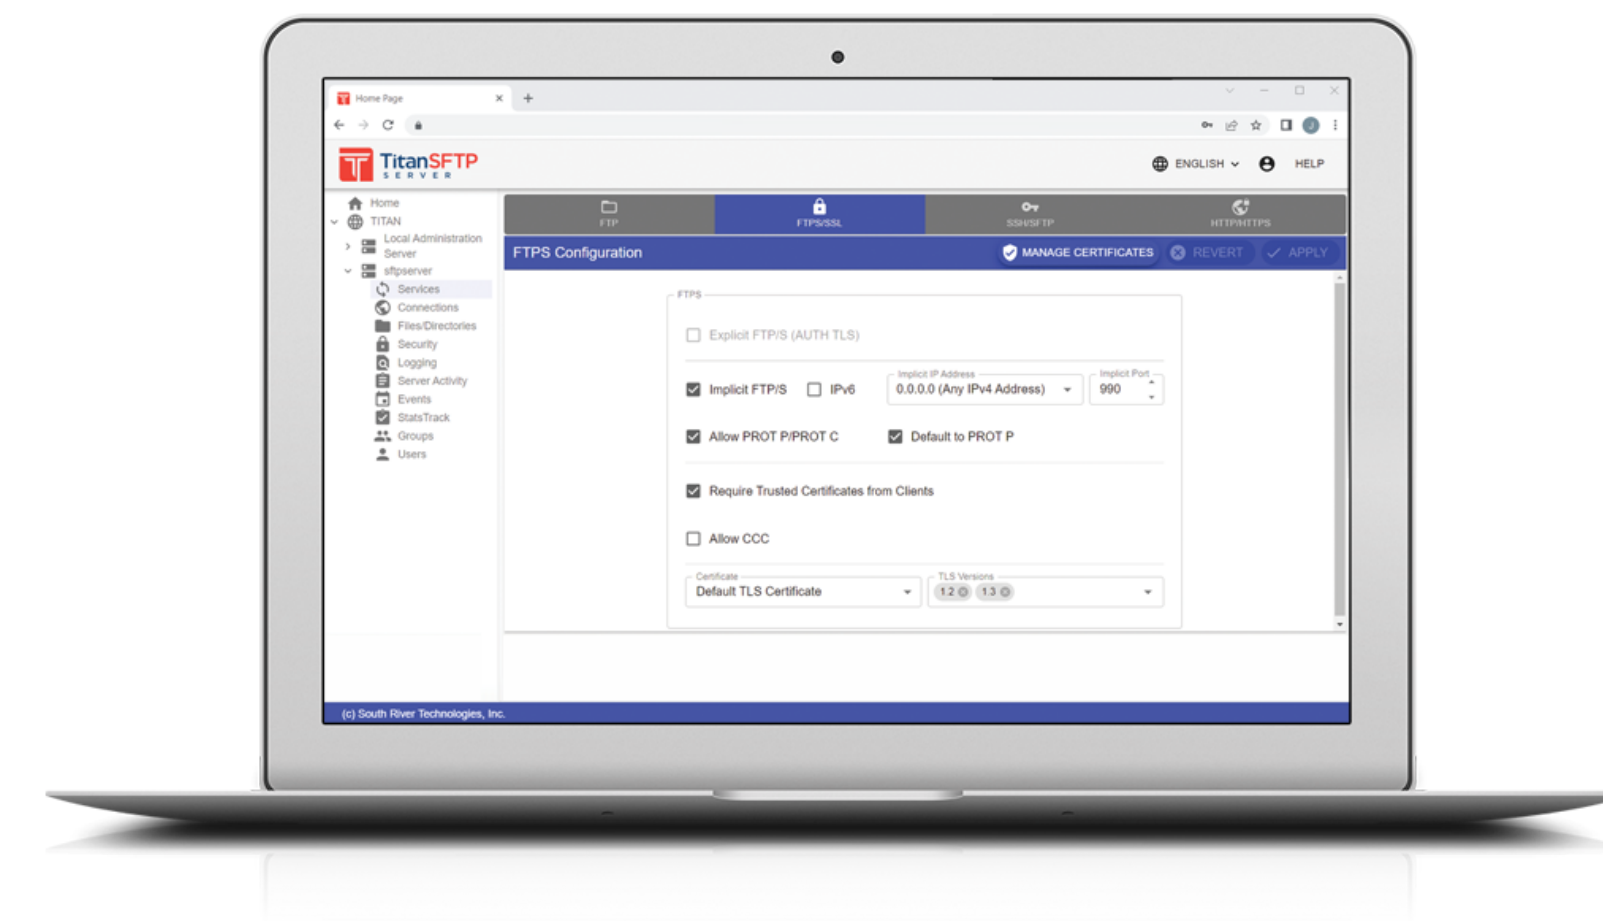 Home Page
TitanSFTP
SERVER
ENGLISH
HELP
Home
TITAN
Local Administration
Server
sftpserver
Services
Connections
Files/Directories
Security
Logging
Server Activity
Events
StatsTrack
Groups
Users
FTP
FTPS/SSL
SSH/SFTP
HTTP/HTTPS
FTPS Configuration
MANAGE CERTIFICATES
REVERT
APPLY
FTPS
Explicit FTP/S (AUTH TLS)
Implicit FTP/S
IPv6
Implicit IP Address
0.0.0.0 (Any IPv4 Address)
Implicit Port
990
Allow PROT P/PROT C
Default to PROT P
Require Trusted Certificates from Clients
Allow CCC
Certificate
Default TLS Certificate
TLS Versions
1.2
1.3
(c) South River Technologies, Inc.
J